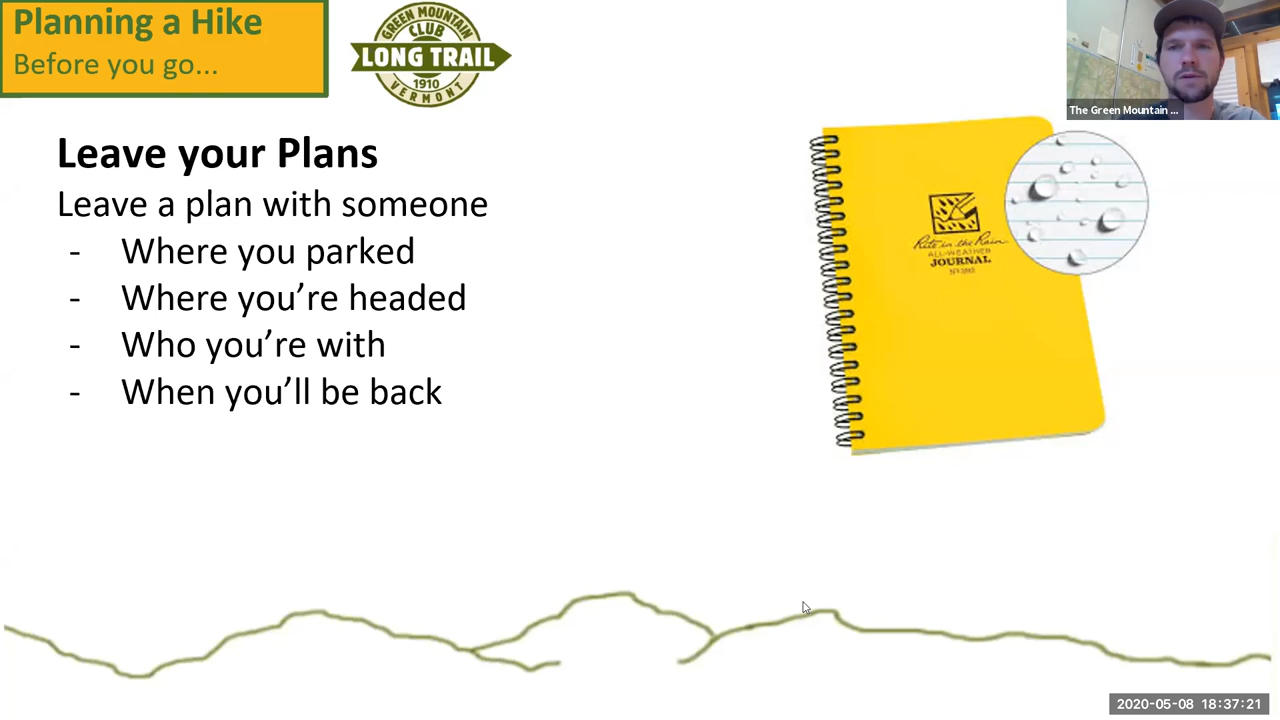 Planning a Hike
Before you go...
GREEN MOUNTAIN
CLUB
LONG TRAIL
1910
VERMONT
The Green Mountain ...
Leave your Plans
Leave a plan with someone
- Where you parked
- Where you’re headed
- Who you’re with
- When you’ll be back
Rite in the Rain
ALL-WEATHER
JOURNAL
2020-05-08 18:37:21